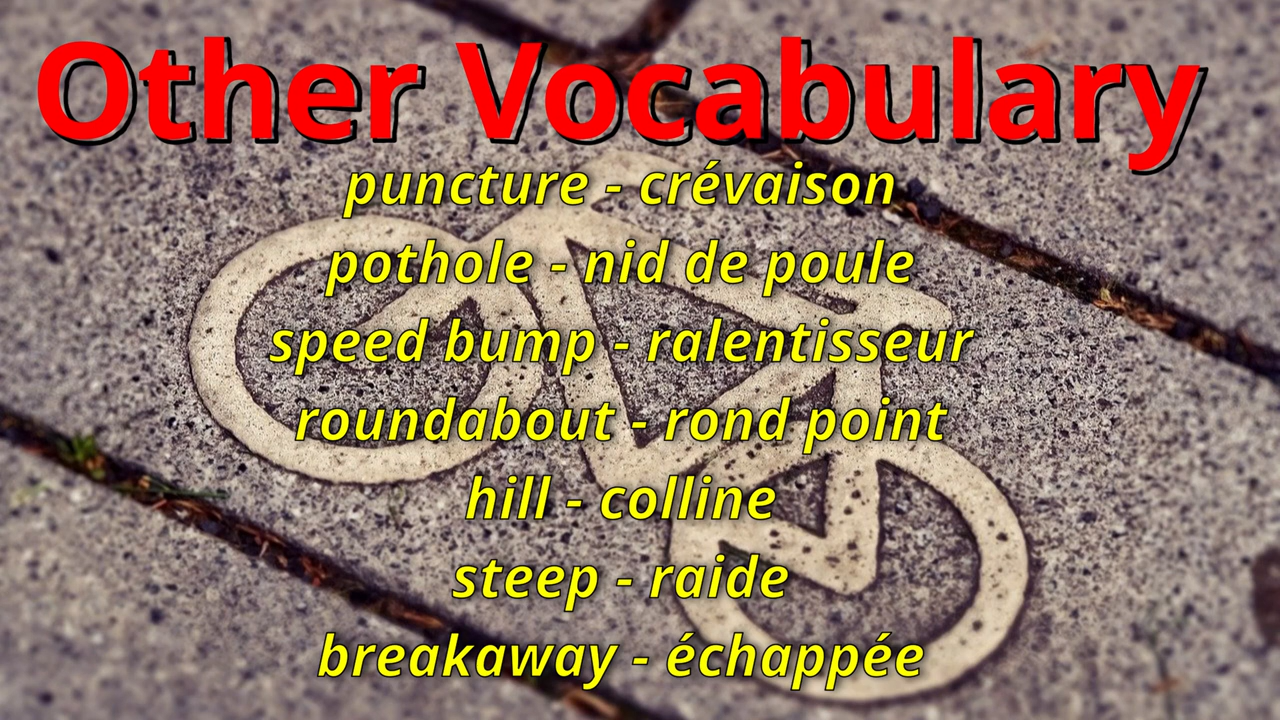 Other Vocabulary
puncture - crévaison
pothole - nid de poule
speed bump - ralentisseur
roundabout - rond point
hill - colline
steep - raide
breakaway - échappée